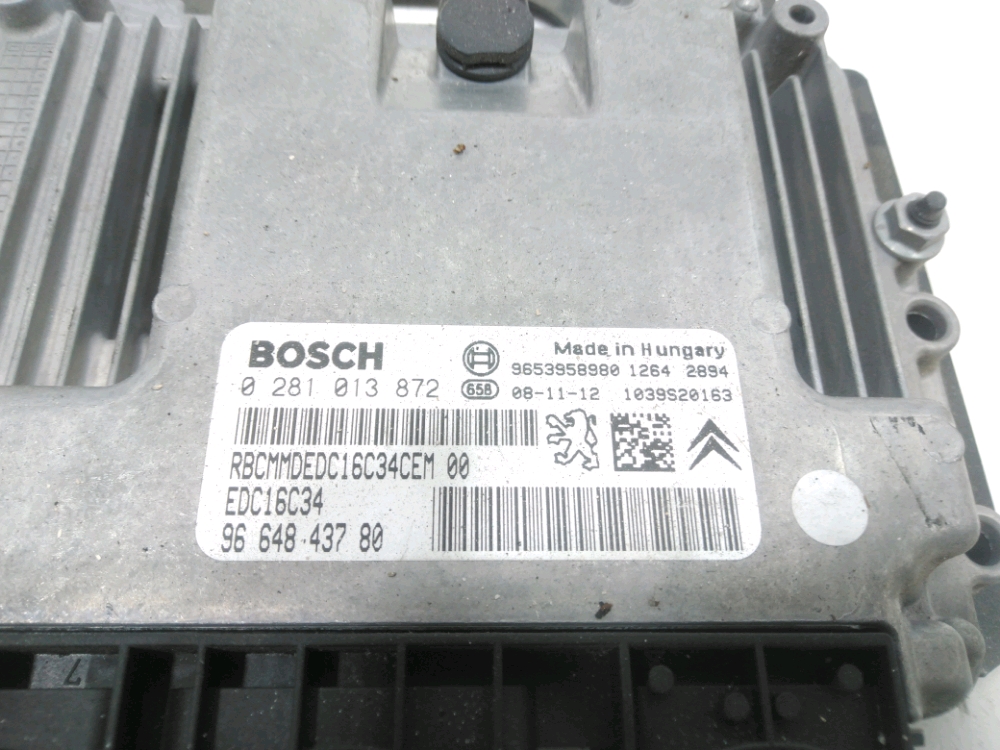 BOSCH
Made in Hungary
9653958980 1264 2894
0 281 013 872 658 08-11-12 1039S20163
RBCMMDEDC16C34CEM 00
EDC16C34
96 648 437 80